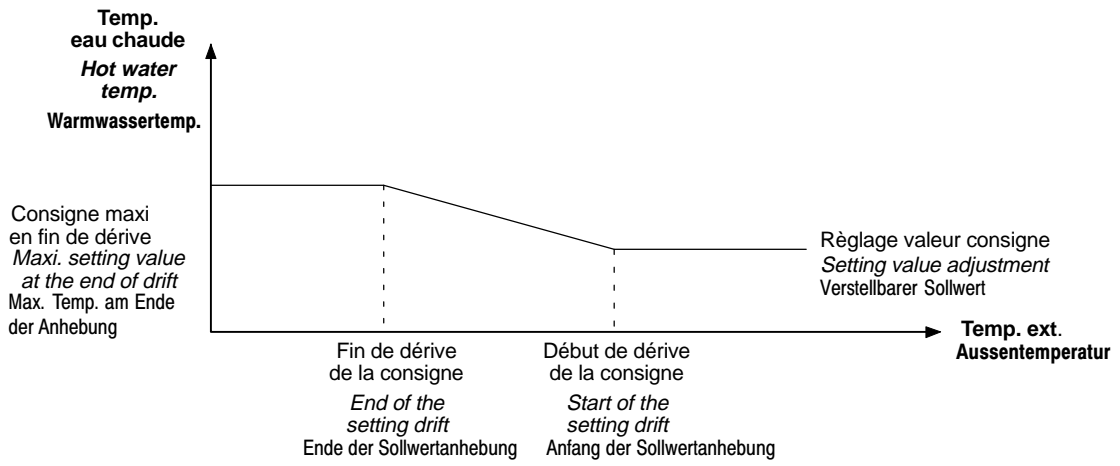 Temp.
eau chaude
Hot water
temp.
Warmwassertemp.
Consigne maxi
en fin de dérive
Maxi. setting value
at the end of drift
Max. Temp. am Ende
der Anhebung
Règlage valeur consigne
Setting value adjustment
Verstellbarer Sollwert
Temp. ext.
Aussentemperatur
Fin de dérive
de la consigne
End of the
setting drift
Ende der Sollwertanhebung
Début de dérive
de la consigne
Start of the
setting drift
Anfang der Sollwertanhebung